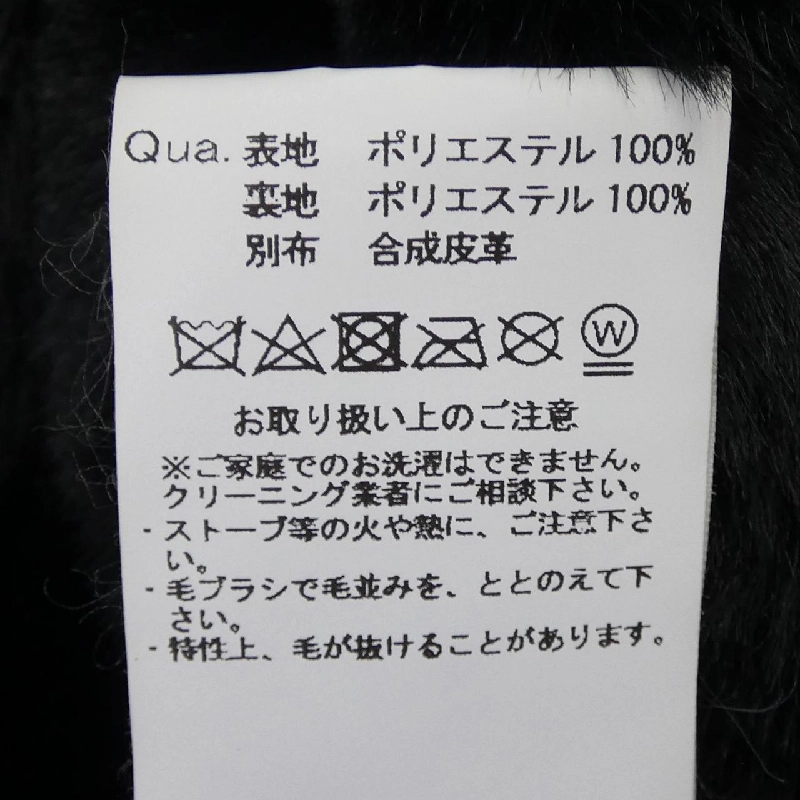 Qua. 表地 ポリエステル 100%
裏地 ポリエステル 100%
別布 合成皮革
W
お取り扱い上のご注意
※ご家庭でのお洗濯はできません。
クリーニング業者にご相談下さい。
・ストーブ等の火や熱に、ご注意下さ
い。
・毛ブラシで毛並みを、ととのえて下
さい。
・特性上、毛が抜けることがあります。